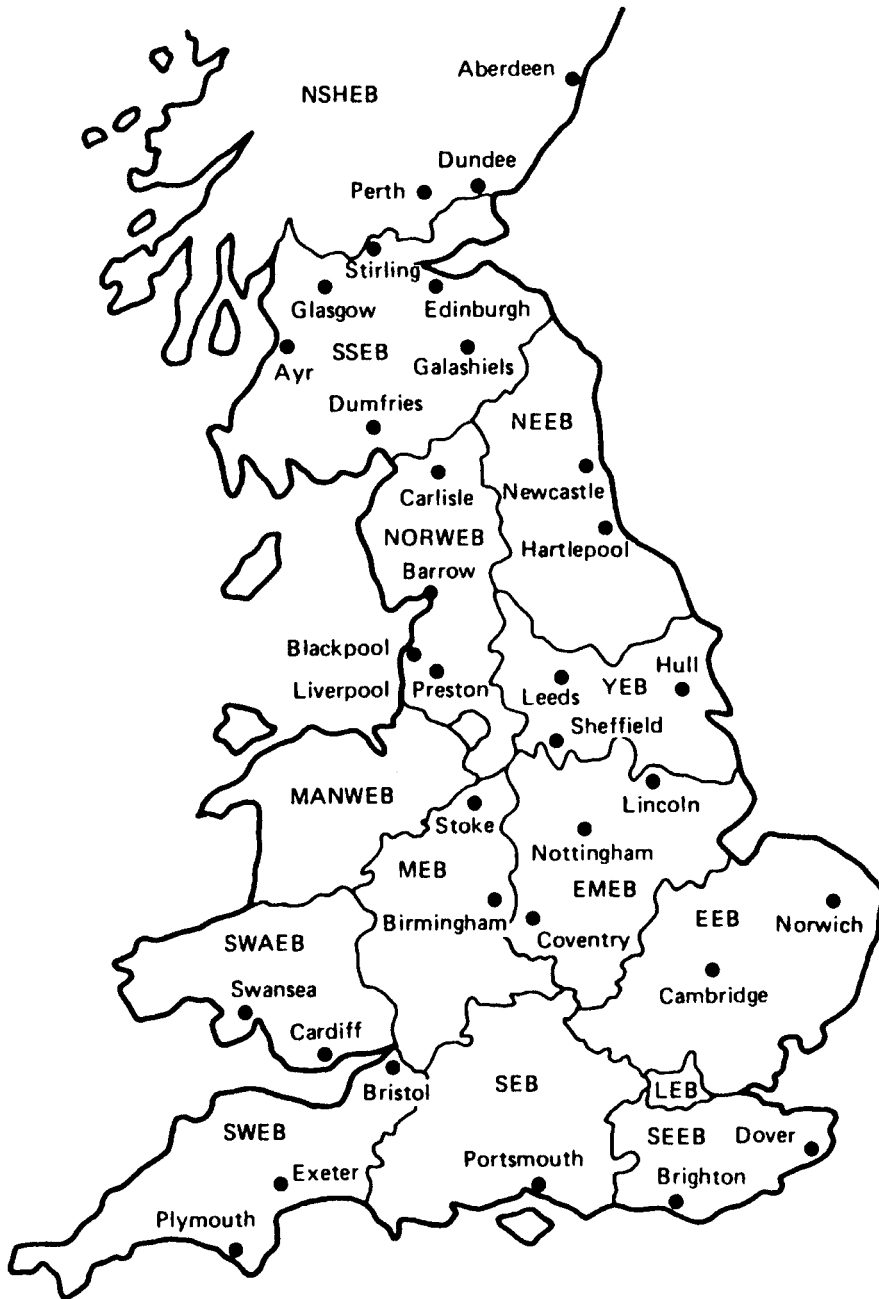 Aberdeen
NSHEB
Dundee
Perth
Stirling
Glasgow
Edinburgh
SSEB
Galashiels
Ayr
Dumfries
NEEB
Carlisle
Newcastle
NORWEB
Hartlepool
Barrow
Blackpool
Hull
Liverpool
Preston
Leeds
YEB
Sheffield
MANWEB
Lincoln
Stoke
Nottingham
MEB
EMEB
Birmingham
EEB
Norwich
SWAEB
Coventry
Swansea
Cambridge
Cardiff
Bristol
SEB
LEB
SWEB
SEEB
Dover
Exeter
Portsmouth
Brighton
Plymouth